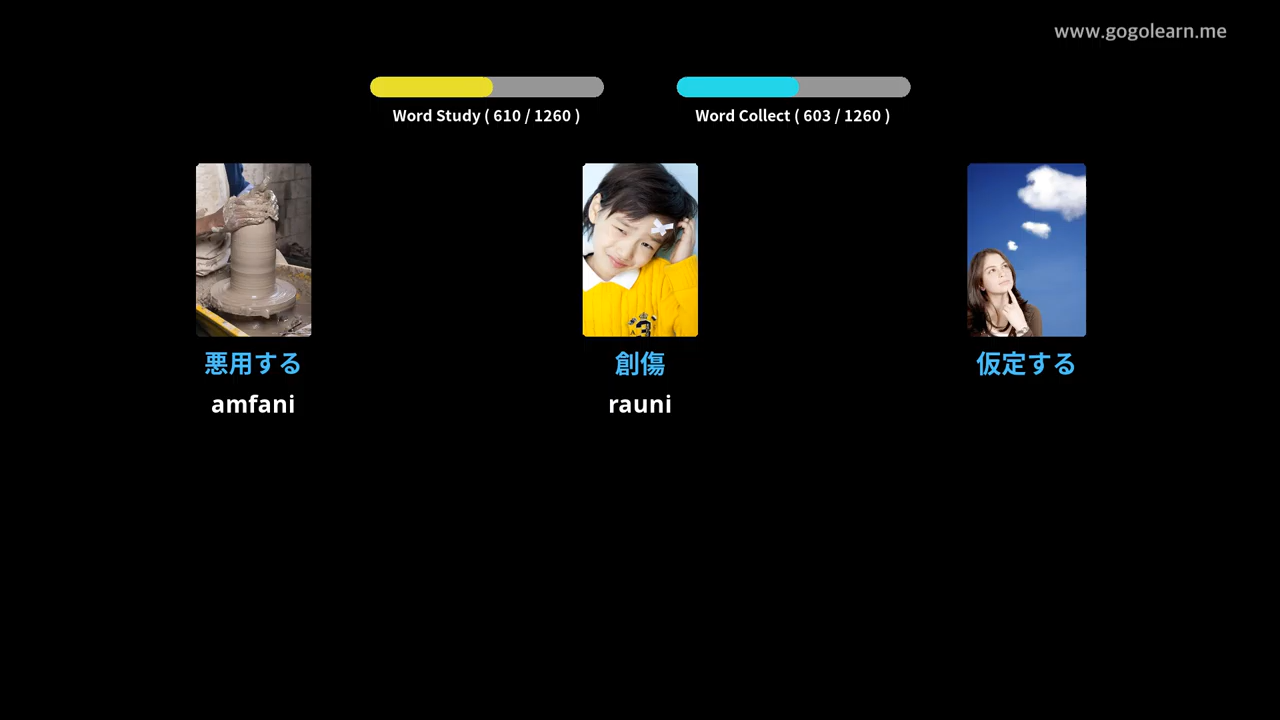 www.gogolearn.me
Word Study ( 610 / 1260 )
Word Collect ( 603 / 1260 )
悪用する
創傷
仮定する
amfani
rauni
3